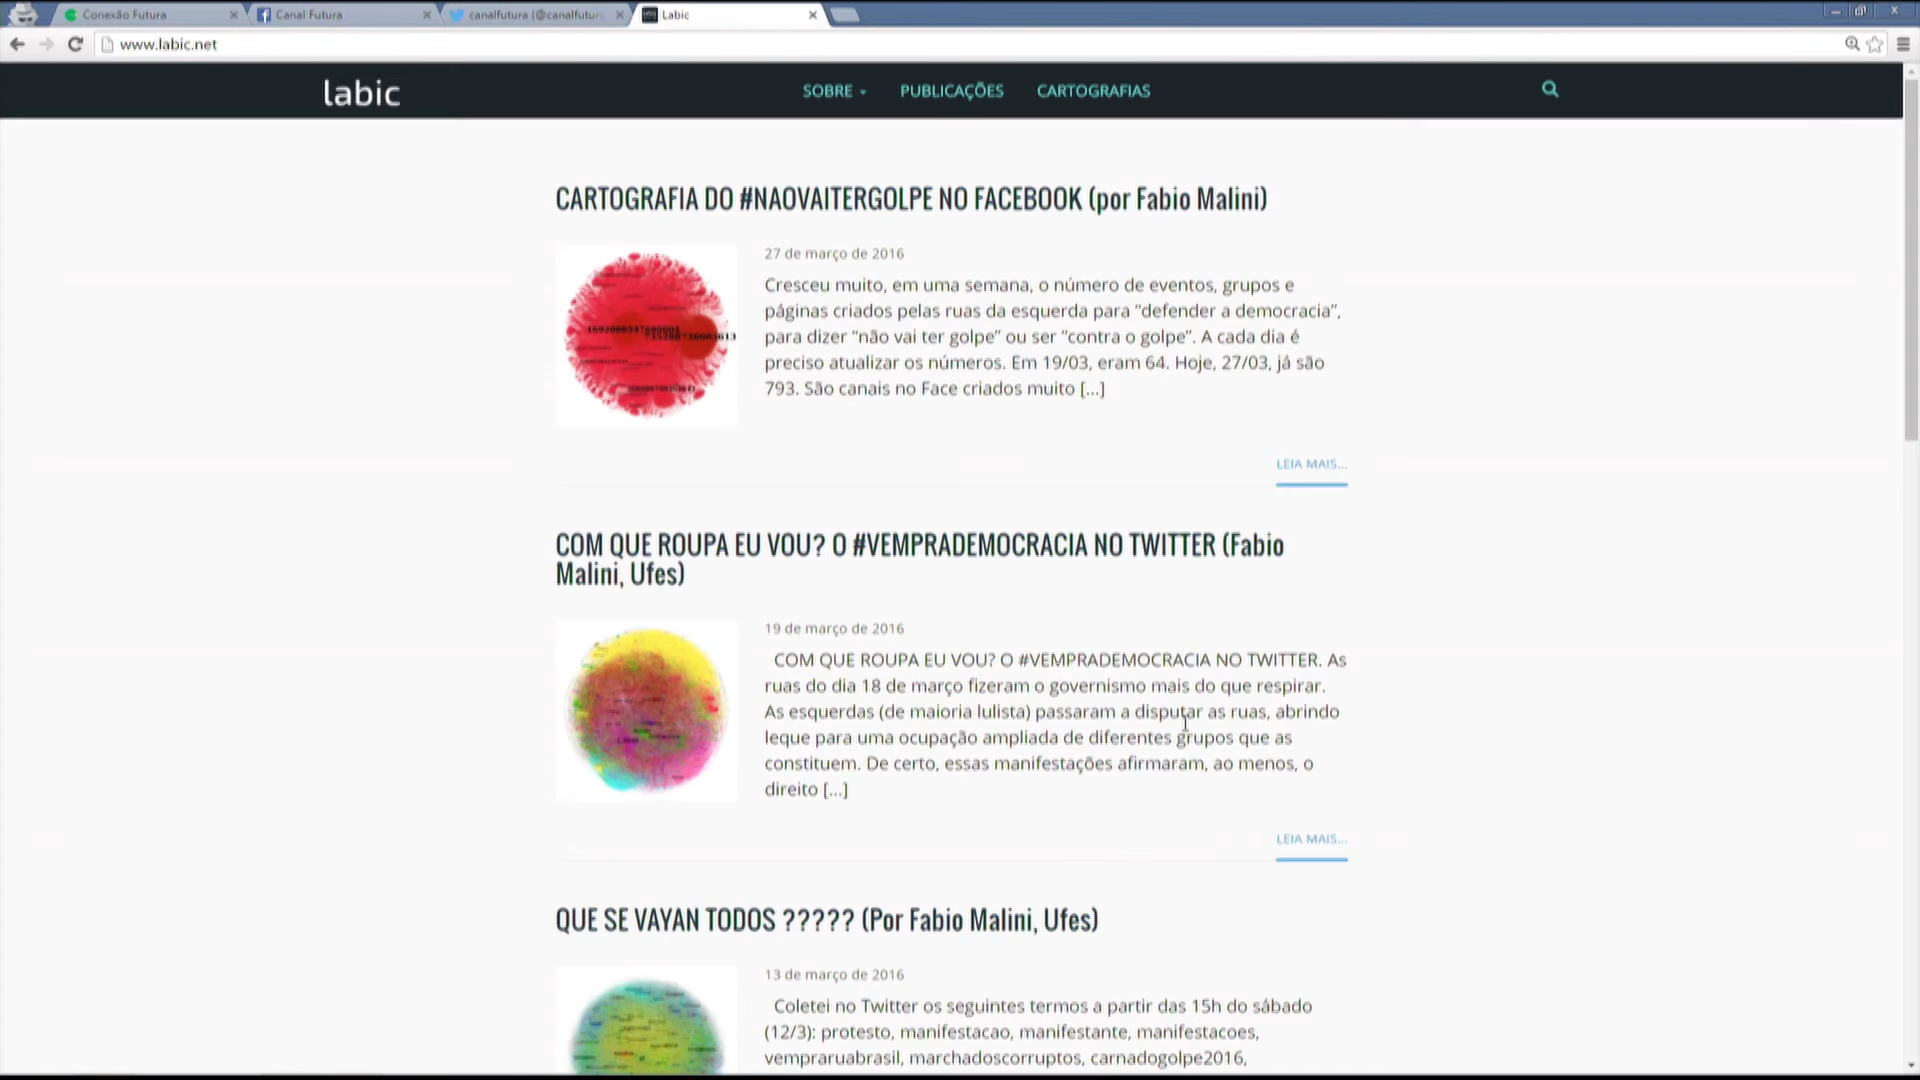 Conexão Futura
Canal Futura
canalfutura (@canalfutur
Labic
www.labic.net
labic
SOBRE
PUBLICAÇÕES
CARTOGRAFIAS
CARTOGRAFIA DO #NAOVAITERGOLPE NO FACEBOOK (por Fabio Malini)
27 de março de 2016
Cresceu muito, em uma semana, o número de eventos, grupos e
páginas criados pelas ruas da esquerda para “defender a democracia”,
para dizer “não vai ter golpe” ou ser “contra o golpe”. A cada dia é
preciso atualizar os números. Em 19/03, eram 64. Hoje, 27/03, já são
793. São canais no Face criados muito [...]
LEIA MAIS...
COM QUE ROUPA EU VOU? O #VEMPRADEMOCRACIA NO TWITTER (Fabio
Malini, Ufes)
19 de março de 2016
COM QUE ROUPA EU VOU? O #VEMPRADEMOCRACIA NO TWITTER. As
ruas do dia 18 de março fizeram o governismo mais do que respirar.
As esquerdas (de maioria lulista) passaram a disputar as ruas, abrindo
leque para uma ocupação ampliada de diferentes grupos que as
constituem. De certo, essas manifestações afirmaram, ao menos, o
direito [...]
LEIA MAIS...
QUE SE VAYAN TODOS ????? (Por Fabio Malini, Ufes)
13 de março de 2016
Coletei no Twitter os seguintes termos a partir das 15h do sábado
(12/3): protesto, manifestacao, manifestante, manifestacoes,
vempraruabrasil, marchadoscorruptos, carnadogolpe2016,